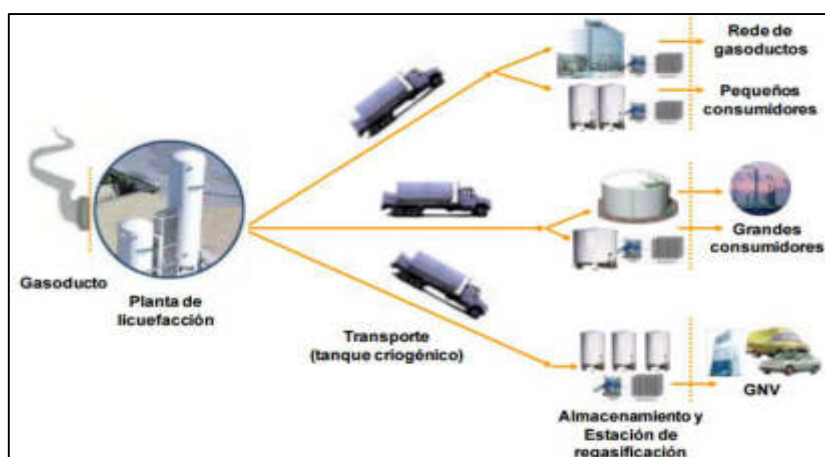 Rede de
gasoductos
Pequeños
consumidores
Grandes
consumidores
Gasoducto
Planta de
licuefacción
Transporte
(tanque criogénico)
GNV
Almacenamiento y
Estación de
regasificación